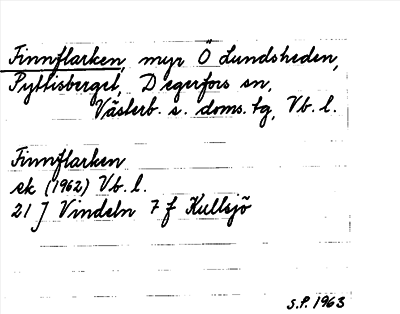 Finnflarken, myr Ö Lundsheden,
Pyttisberget, Degerfors sn,
Västerb. s. doms. tg, Vb. l.
Finnflarken
ek (1962) Vb. l.
21 J Vindeln 7 f Kullsjö
S.P. 1963